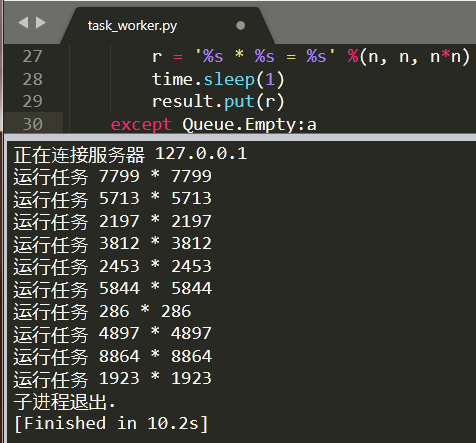 task_worker.py
27 r = '%s * %s = %s' %(n, n, n*n)
28 time.sleep(1)
29 result.put(r)
30 except Queue.Empty:a
正在连接服务器 127.0.0.1
运行任务 7799 * 7799
运行任务 5713 * 5713
运行任务 2197 * 2197
运行任务 3812 * 3812
运行任务 2453 * 2453
运行任务 5844 * 5844
运行任务 286 * 286
运行任务 4897 * 4897
运行任务 8864 * 8864
运行任务 1923 * 1923
子进程退出.
[Finished in 10.2s]